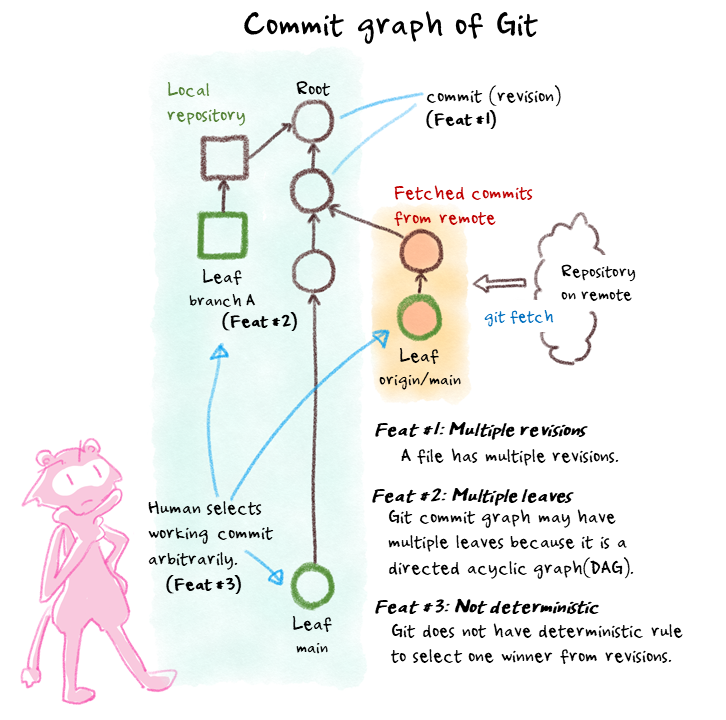 Commit graph of Git
Local
repository
Root
commit (revision)
(Feat #1)
Fetched commits
from remote
Repository
on remote
git fetch
Leaf
branch A
(Feat #2)
Leaf
origin/main
Human selects
working commit
arbitrarily.
(Feat #3)
Leaf
main
Feat #1: Multiple revisions
A file has multiple revisions.
Feat #2: Multiple leaves
Git commit graph may have
multiple leaves because it is a
directed acyclic graph(DAG).
Feat #3: Not deterministic
Git does not have deterministic rule
to select one winner from revisions.